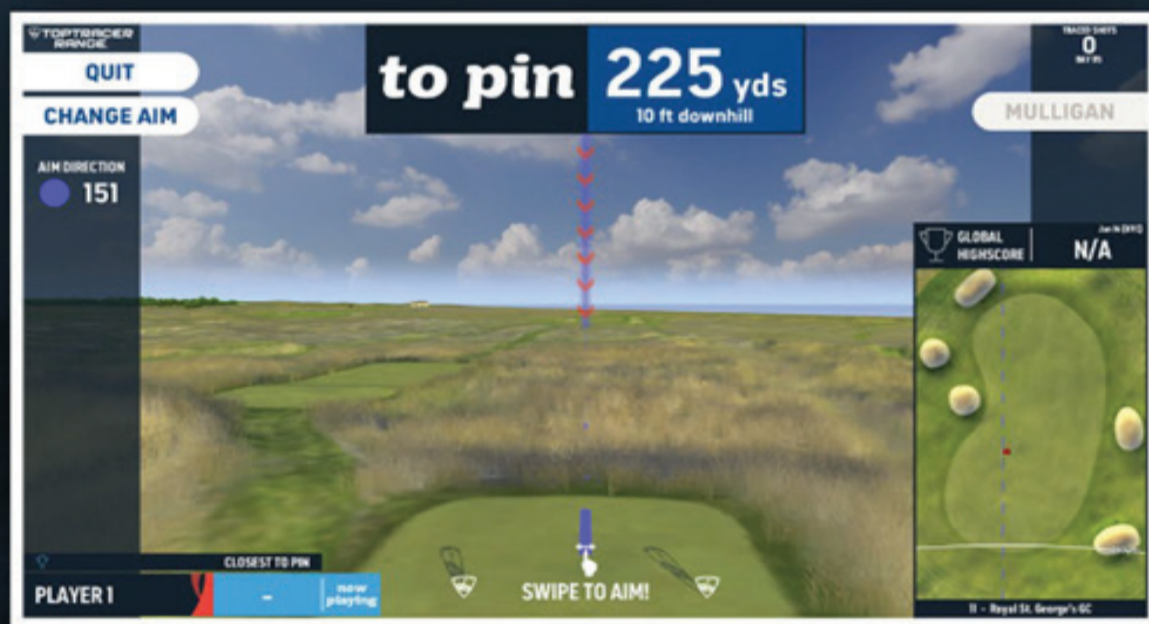 TOPTRACER
RANGE
QUIT
CHANGE AIM
AIM DIRECTION
151
to pin
225 yds
10 ft downhill
TRACED SHOTS
0
MULLIGAN
GLOBAL
HIGHSCORE
N/A
CLOSEST TO PIN
PLAYER 1
-
now
playing
SWIPE TO AIM!
11 - Royal St. George's GC